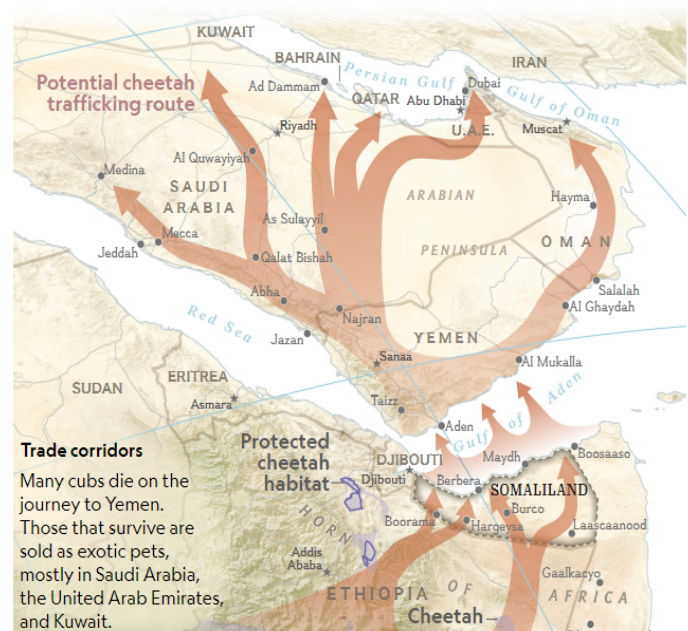 KUWAIT
IRAN
BAHRAIN
Persian Gulf
Potential cheetah
trafficking route
Ad Dammam
QATAR
Dubai
Abu Dhabi
Gulf of Oman
U.A.E.
Muscat
Riyadh
Al Quwayiyah
Medina
SAUDI
ARABIA
ARABIAN
PENINSULA
Hayma
OMAN
As Sulayyil
Mecca
Jeddah
Qalat Bishah
Abha
Salalah
Al Ghaydah
Najran
Red Sea
Jazan
YEMEN
Sanaa
Al Mukalla
SUDAN
ERITREA
Asmara
Taizz
Aden
Gulf of Aden
Trade corridors
Many cubs die on the
journey to Yemen.
Those that survive are
sold as exotic pets,
mostly in Saudi Arabia,
the United Arab Emirates,
and Kuwait.
Protected
cheetah
habitat
DJIBOUTI
Djibouti
Maydh
Boosaaso
Berbera
SOMALILAND
Burco
Boorama
Hargeysa
Laascaanood
HORN
OF
AFRICA
Addis
Ababa
ETHIOPIA
Gaalkacyo
Cheetah